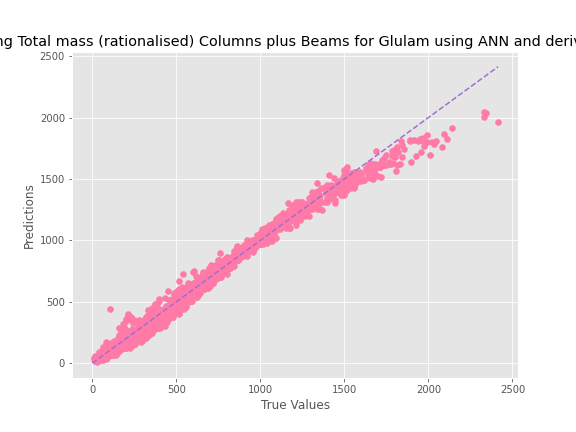 ng Total mass (rationalised) Columns plus Beams for Glulam using ANN and deriv
2500
2000
1500
1000
500
0
Predictions
0 500 1000 1500 2000 2500
True Values